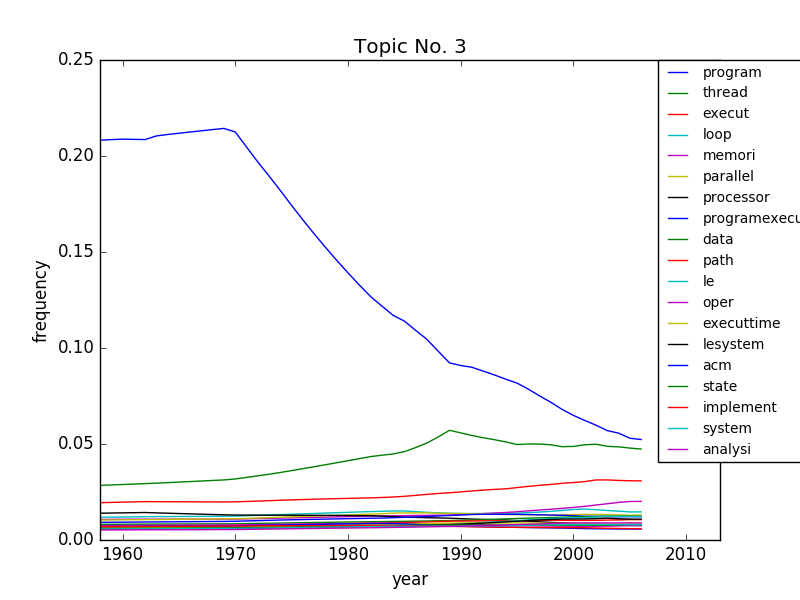 Topic No. 3
0.25
0.20
0.15
0.10
0.05
0.00
frequency
1960 1970 1980 1990 2000 2010
year
program
thread
execut
loop
memori
parallel
processor
programexecu
data
path
le
oper
executtime
lesystem
acm
state
implement
system
analysi